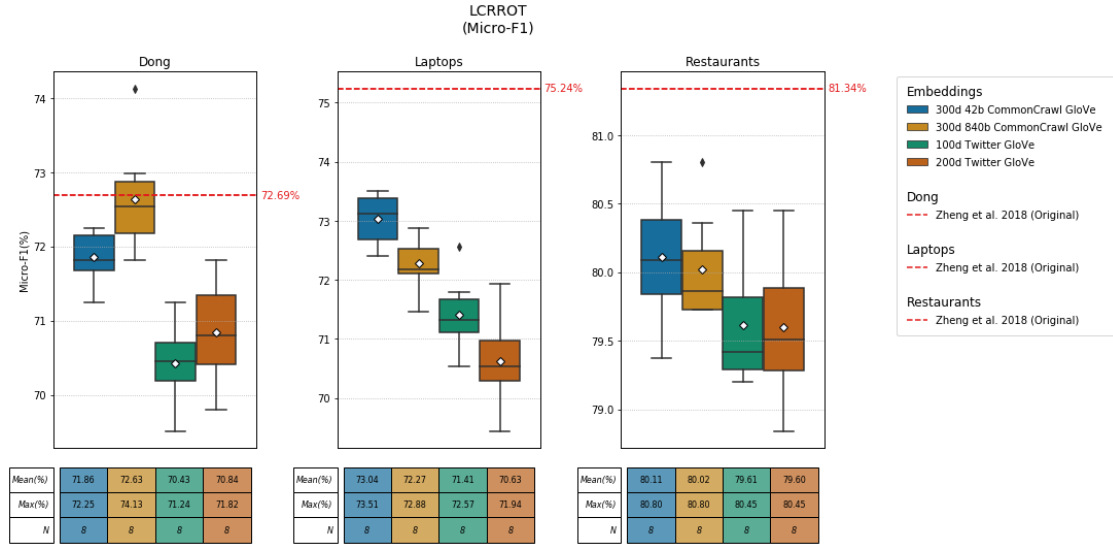 LCRROT
(Micro-F1)
Dong
Laptops
Restaurants
Micro-F1(%)
74
73
72
71
70
72.69%
75
74
73
72
71
70
75.24%
81.0
80.5
80.0
79.5
79.0
81.34%
Embeddings
300d 42b CommonCrawl GloVe
300d 840b CommonCrawl GloVe
100d Twitter GloVe
200d Twitter GloVe
Dong
Zheng et al. 2018 (Original)
Laptops
Zheng et al. 2018 (Original)
Restaurants
Zheng et al. 2018 (Original)
Mean(%) 71.86 72.63 70.43 70.84
Max(%) 72.25 74.13 71.24 71.82
N 8 8 8 8
Mean(%) 73.04 72.27 71.41 70.63
Max(%) 73.51 72.88 72.57 71.94
N 8 8 8 8
Mean(%) 80.11 80.02 79.61 79.60
Max(%) 80.80 80.80 80.45 80.45
N 8 8 8 8